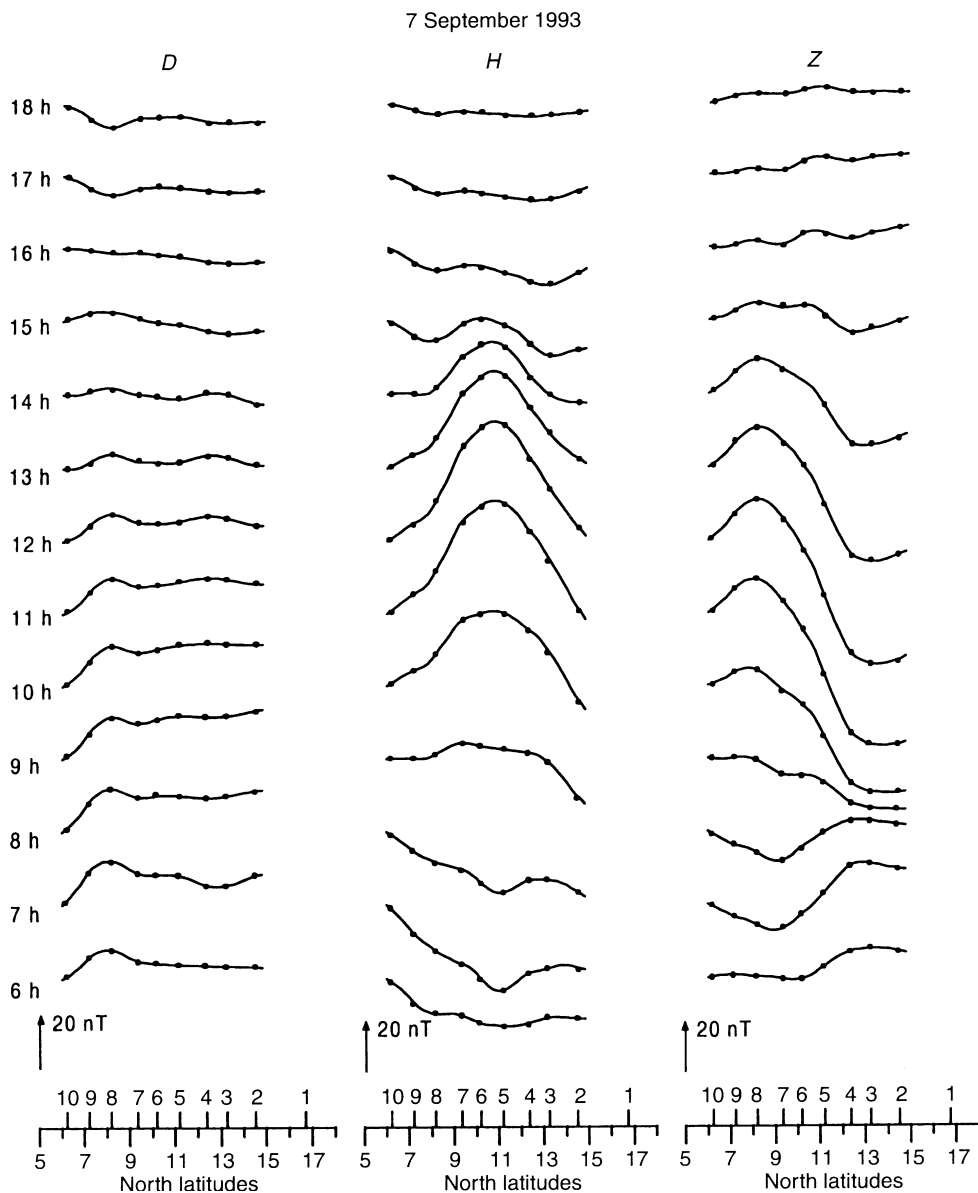 7 September 1993
D H Z
18 h
17 h
16 h
15 h
14 h
13 h
12 h
11 h
10 h
9 h
8 h
7 h
6 h
20 nT 20 nT 20 nT
10 9 8 7 6 5 4 3 2 1 10 9 8 7 6 5 4 3 2 1 10 9 8 7 6 5 4 3 2 1
5 7 9 11 13 15 17 5 7 9 11 13 15 17 5 7 9 11 13 15 17
North latitudes North latitudes North latitudes